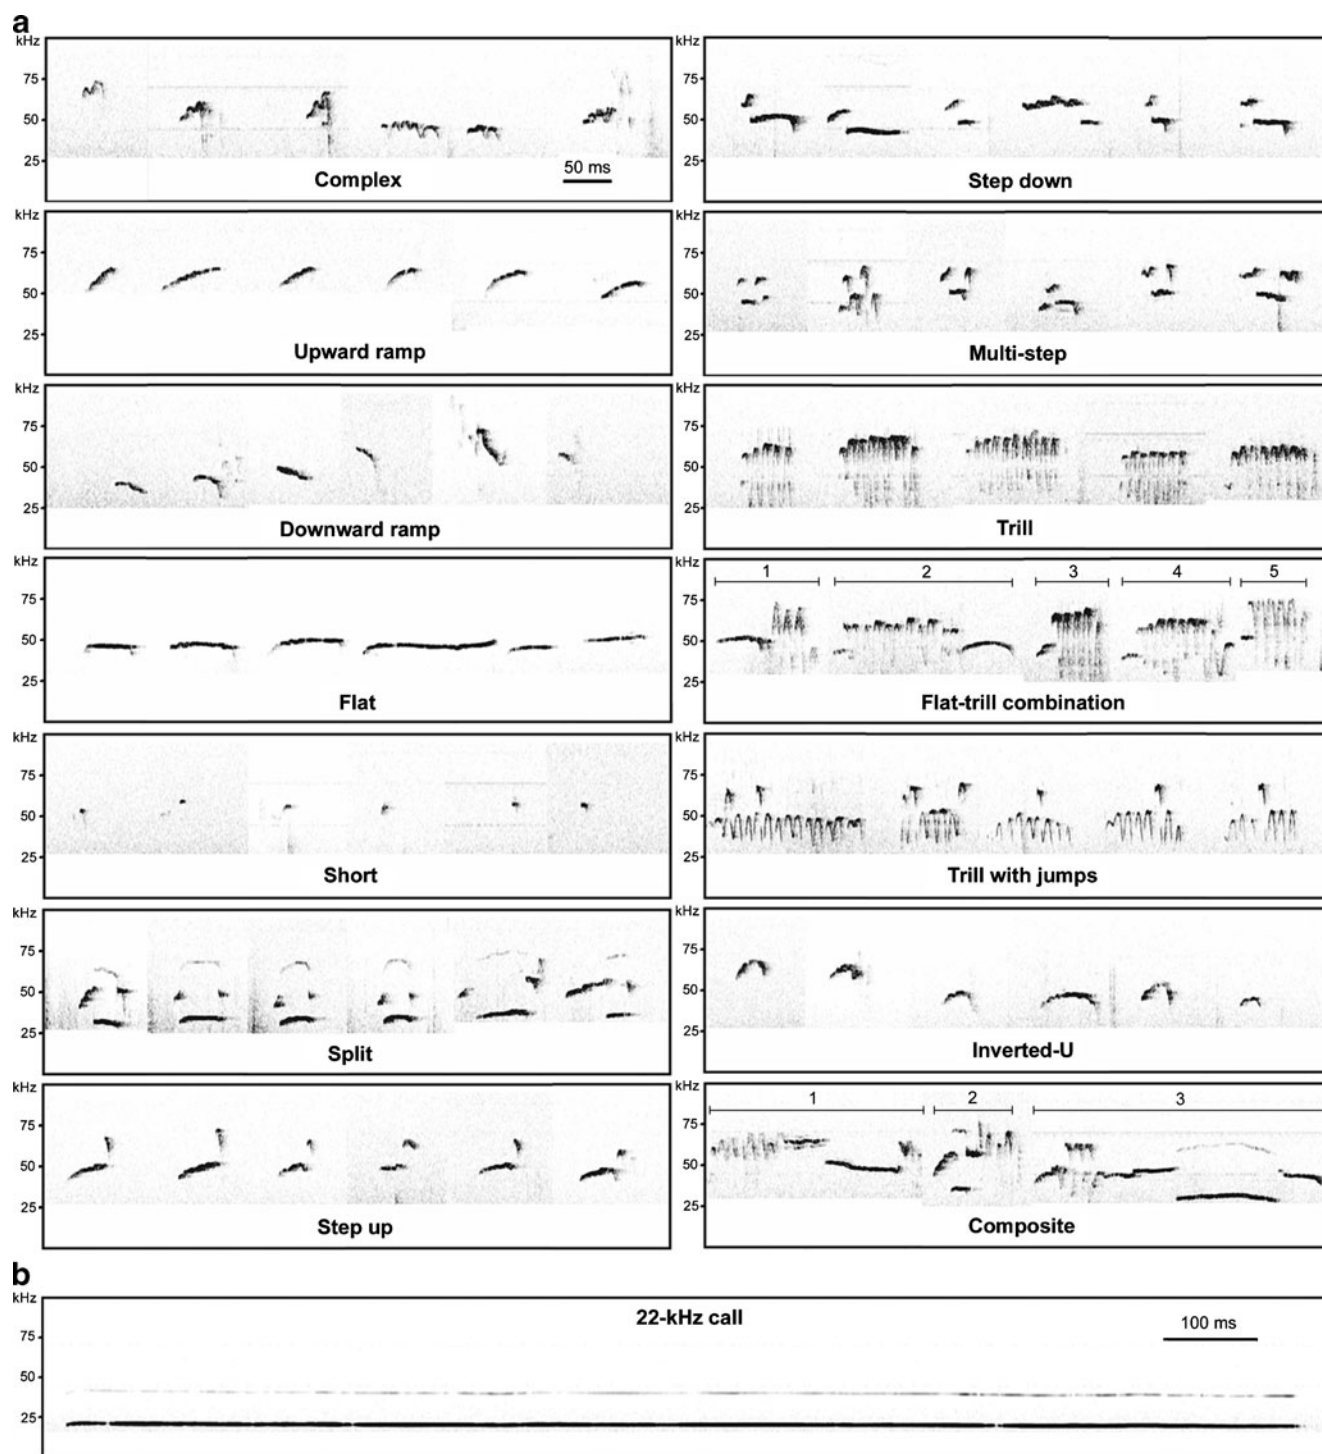 a
kHz
75
50
25
50 ms
Complex
kHz
75
50
25
Step down
kHz
75
50
25
Upward ramp
kHz
75
50
25
Multi-step
kHz
75
50
25
Downward ramp
kHz
75
50
25
Trill
kHz
75
50
25
Flat
kHz
1 2 3 4 5
75
50
25
Flat-trill combination
kHz
75
50
25
Short
kHz
75
50
25
Trill with jumps
kHz
75
50
25
Split
kHz
75
50
25
Inverted-U
kHz
75
50
25
Step up
kHz
1 2 3
75
50
25
Composite
b
kHz
22-kHz call
100 ms
75
50
25